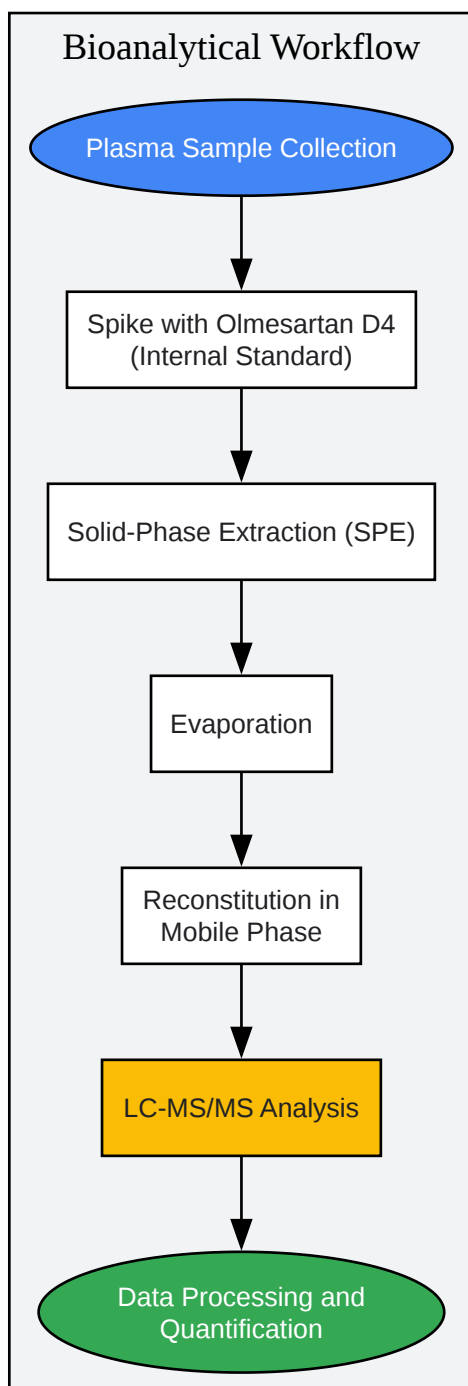 Bioanalytical Workflow
Plasma Sample Collection
Spike with Olmesartan D4
(Internal Standard)
Solid-Phase Extraction (SPE)
Evaporation
Reconstitution in
Mobile Phase
LC-MS/MS Analysis
Data Processing and
Quantification